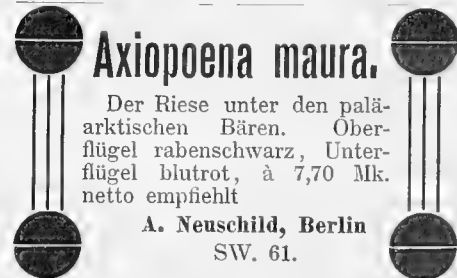 Axiopoena maura.
Der Riese unter den palä-
arktischen Bären. Ober-
flügel rabenschwarz, Unter-
flügel blutrot, à 7,70 Mk.
netto empfiehlt
A. Neuschild, Berlin
SW. 61.